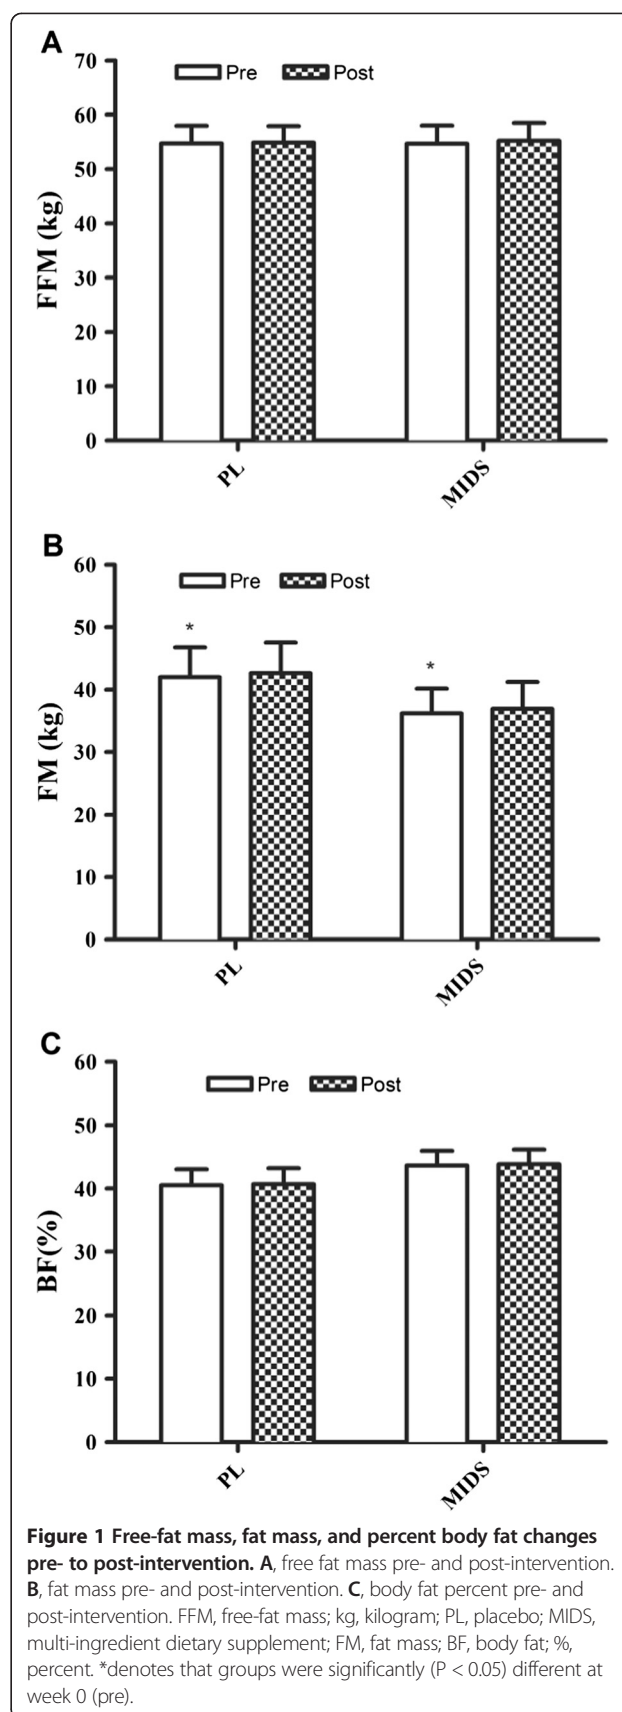 A
70
Pre
Post
60
50
40
30
20
10
0
FFM (kg)
PL
MIDS
B
60
Pre
Post
50
*
*
40
30
20
10
0
FM (kg)
PL
MIDS
C
60
Pre
Post
50
40
30
20
10
0
BF(%)
PL
MIDS
Figure 1 Free-fat mass, fat mass, and percent body fat changes
pre- to post-intervention. A, free fat mass pre- and post-intervention.
B, fat mass pre- and post-intervention. C, body fat percent pre- and
post-intervention. FFM, free-fat mass; kg, kilogram; PL, placebo; MIDS,
multi-ingredient dietary supplement; FM, fat mass; BF, body fat; %,
percent. *denotes that groups were significantly (P < 0.05) different at
week 0 (pre).